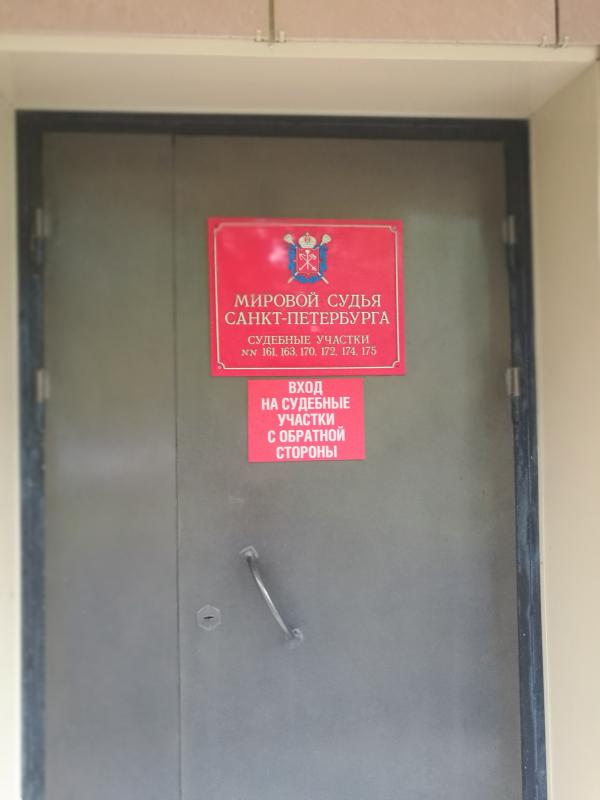 МИРОВОЙ СУДЬЯ
САНКТ-ПЕТЕРБУРГА
СУДЕБНЫЕ УЧАСТКИ
NN 161, 163, 170, 172, 174, 175
ВХОД
НА СУДЕБНЫЕ
УЧАСТКИ
С ОБРАТНОЙ
СТОРОНЫ